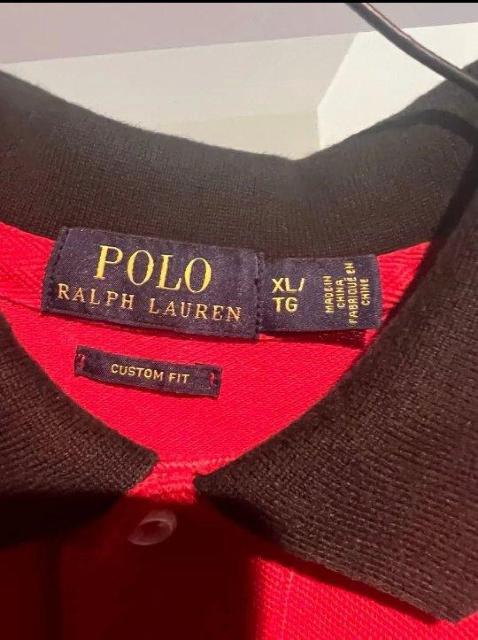 POLO
RALPH LAUREN
XL/
TG
MADE IN
CHINA
FABRIQUÉ EN
CHINE
CUSTOM FIT